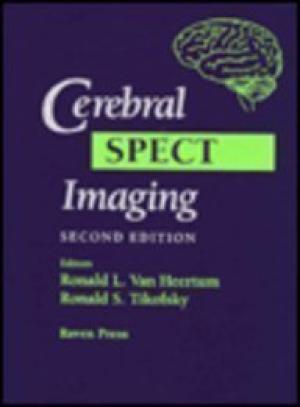 Cerebral
SPECT
Imaging
SECOND EDITION
Editors
Ronald L. Van Heertum
Ronald S. Tikofsky
Raven Press